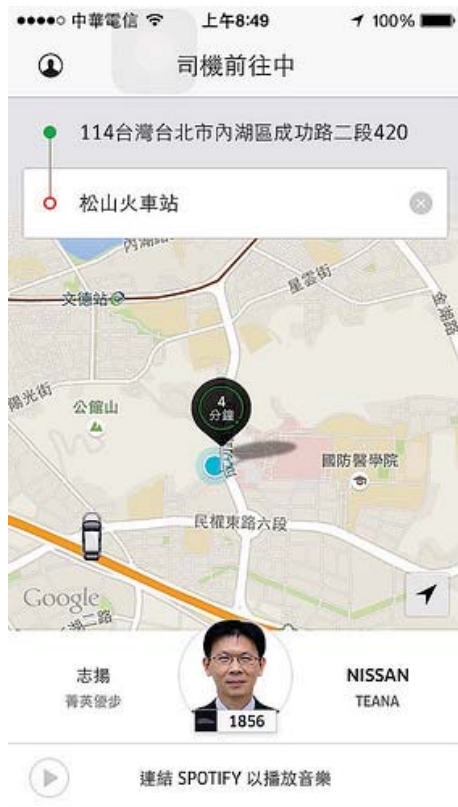 中華電信 上午8:49 100%
司機前往中
114台灣台北市內湖區成功路二段420
松山火車站
內湖
文德站
星雲街
金湖路
陽光街
公館山
4
分鐘
國防醫學院
民權東路六段
Google
二路
志揚
菁英優步
NISSAN
TEANA
1856
連結 SPOTIFY 以播放音樂